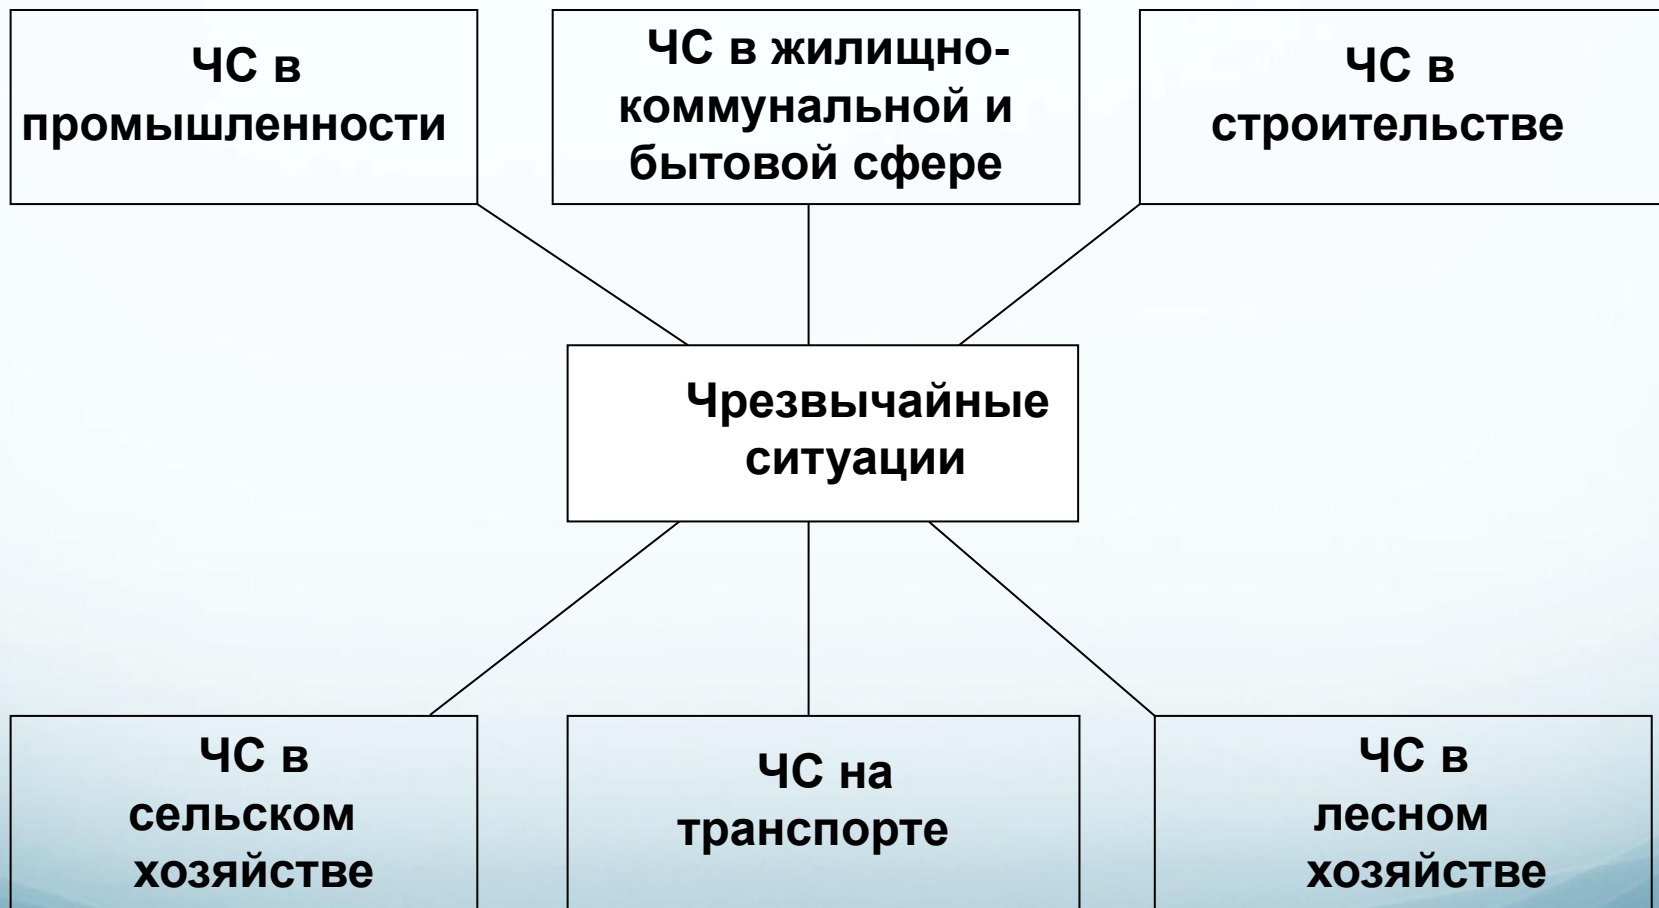 ЧС в
промышленности
ЧС в жилищно-
коммунальной и
бытовой сфере
ЧС в
строительстве
Чрезвычайные
ситуации
ЧС в
сельском
хозяйстве
ЧС на
транспорте
ЧС в
лесном
хозяйстве